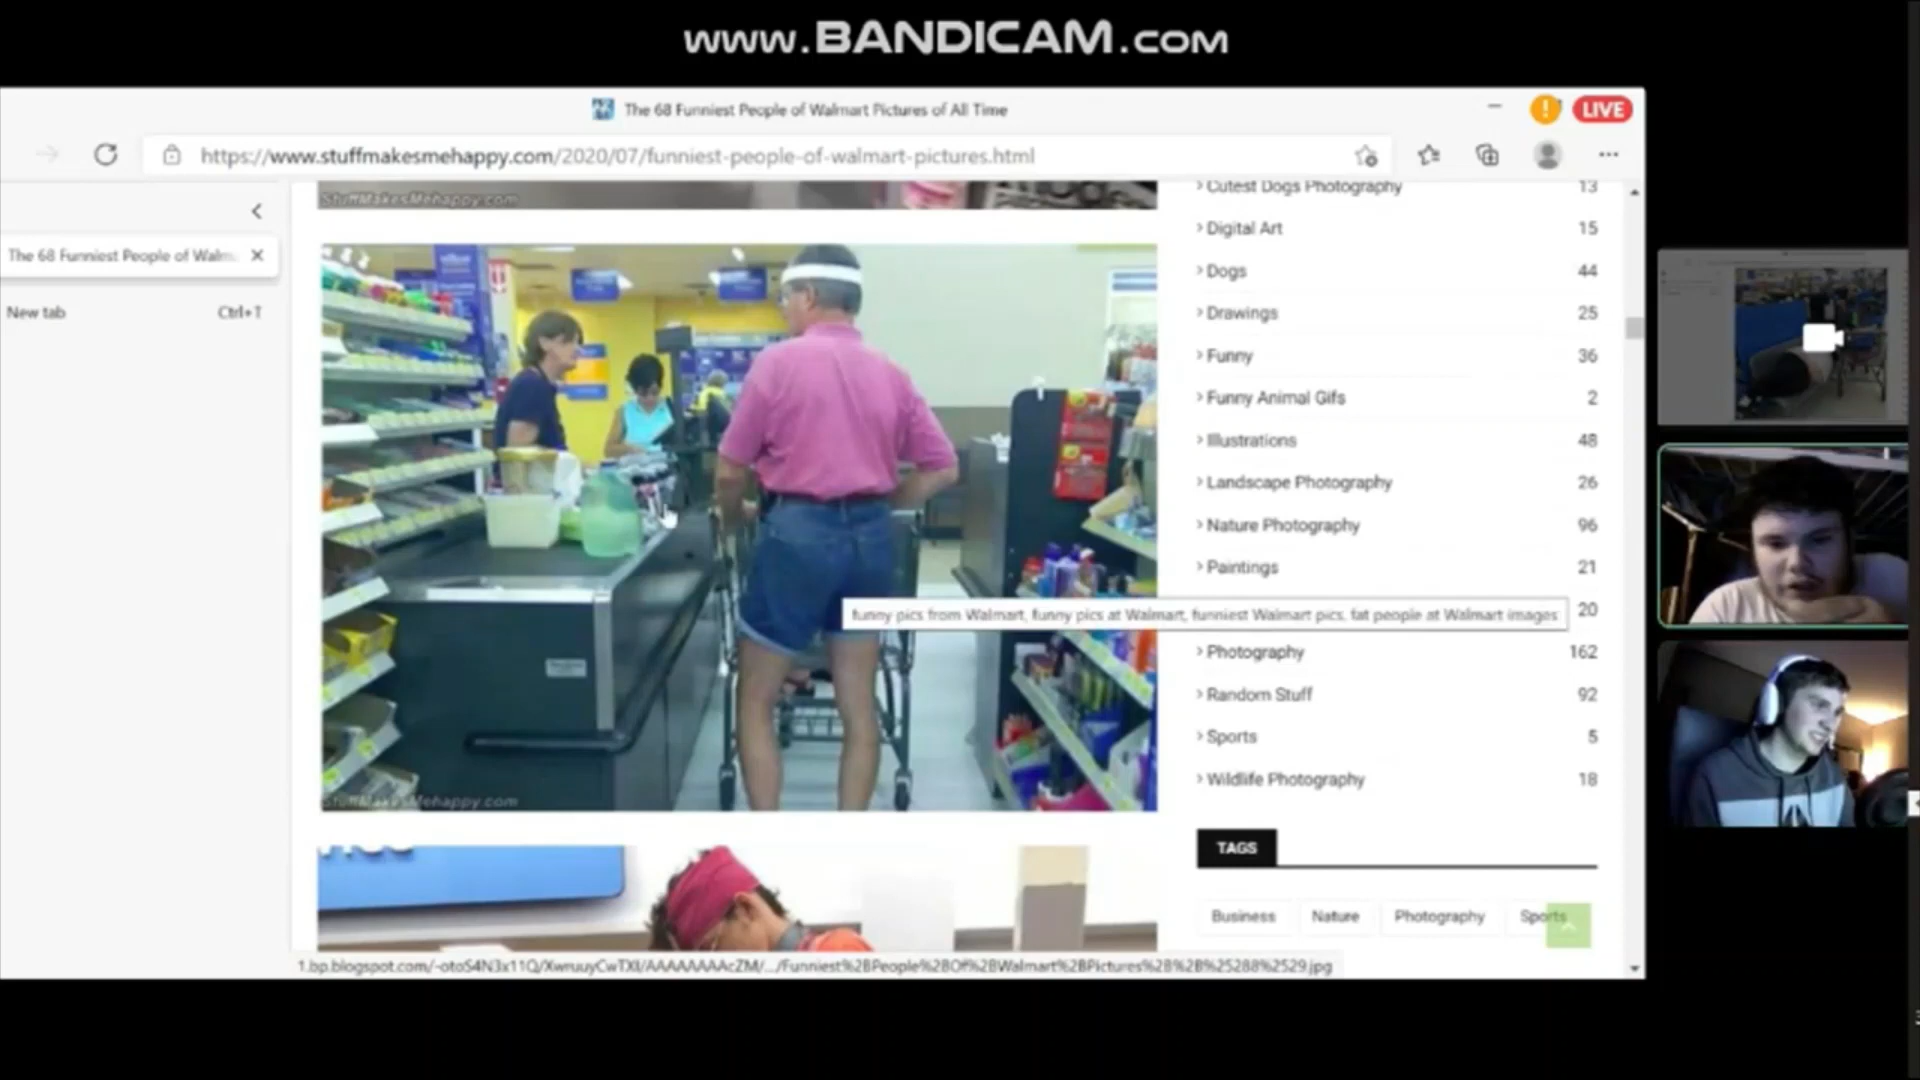 www.BANDICAM.com
The 68 Funniest People of Walmart Pictures of All Time
LIVE
https://www.stuffmakesmehappy.com/2020/07/funniest-people-of-walmart-pictures.html
The 68 Funniest People of Walm
New tab
Ctrl+T
StuffMakesMehappy.com
Cutest Dogs Photography 13
Digital Art 15
Dogs 44
Drawings 25
Funny 36
Funny Animal Gifs 2
Illustrations 48
Landscape Photography 26
Nature Photography 96
Paintings 21
funny pics from Walmart, funny pics at Walmart, funniest Walmart pics, fat people at Walmart images
20
Photography 162
Random Stuff 92
Sports 5
Wildlife Photography 18
StuffMakesMehappy.com
TAGS
Business Nature Photography Sports